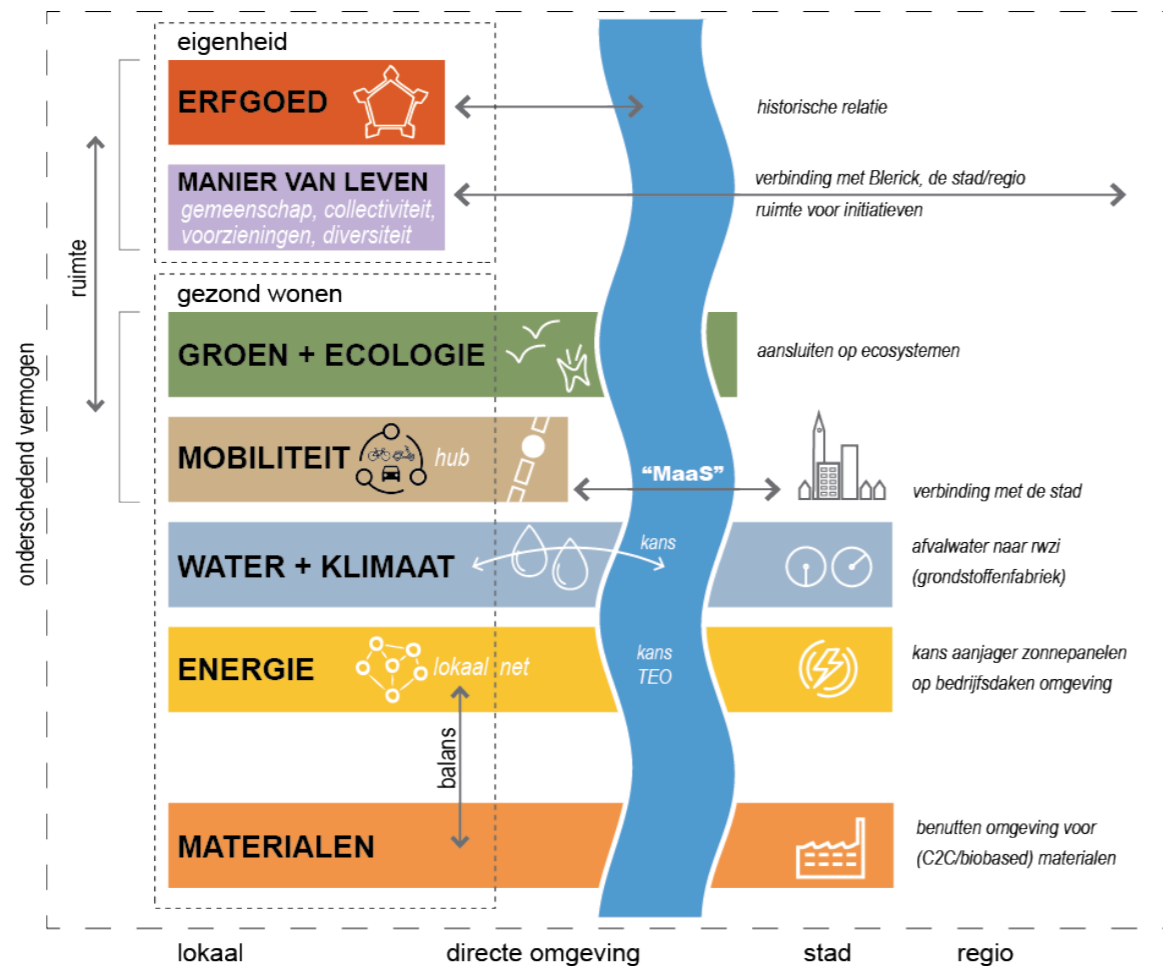 eigenheid
ERFGOED
historische relatie
MANIER VAN LEVEN
gemeenschap, collectiviteit,
voorzieningen, diversiteit
verbinding met Blerick, de stad/regio
ruimte voor initiatieven
ruimte
onderschedend vermogen
gezond wonen
GROEN + ECOLOGIE
aansluiten op ecosystemen
MOBILITEIT
hub
“MaaS”
verbinding met de stad
WATER + KLIMAAT
kans
afvalwater naar rwzi
(grondstoffenfabriek)
ENERGIE
lokaal net
kans
TEO
kans aanjager zonnepanelen
op bedrijfsdaken omgeving
balans
MATERIALEN
benutten omgeving voor
(C2C/biobased) materialen
lokaal
directe omgeving
stad
regio